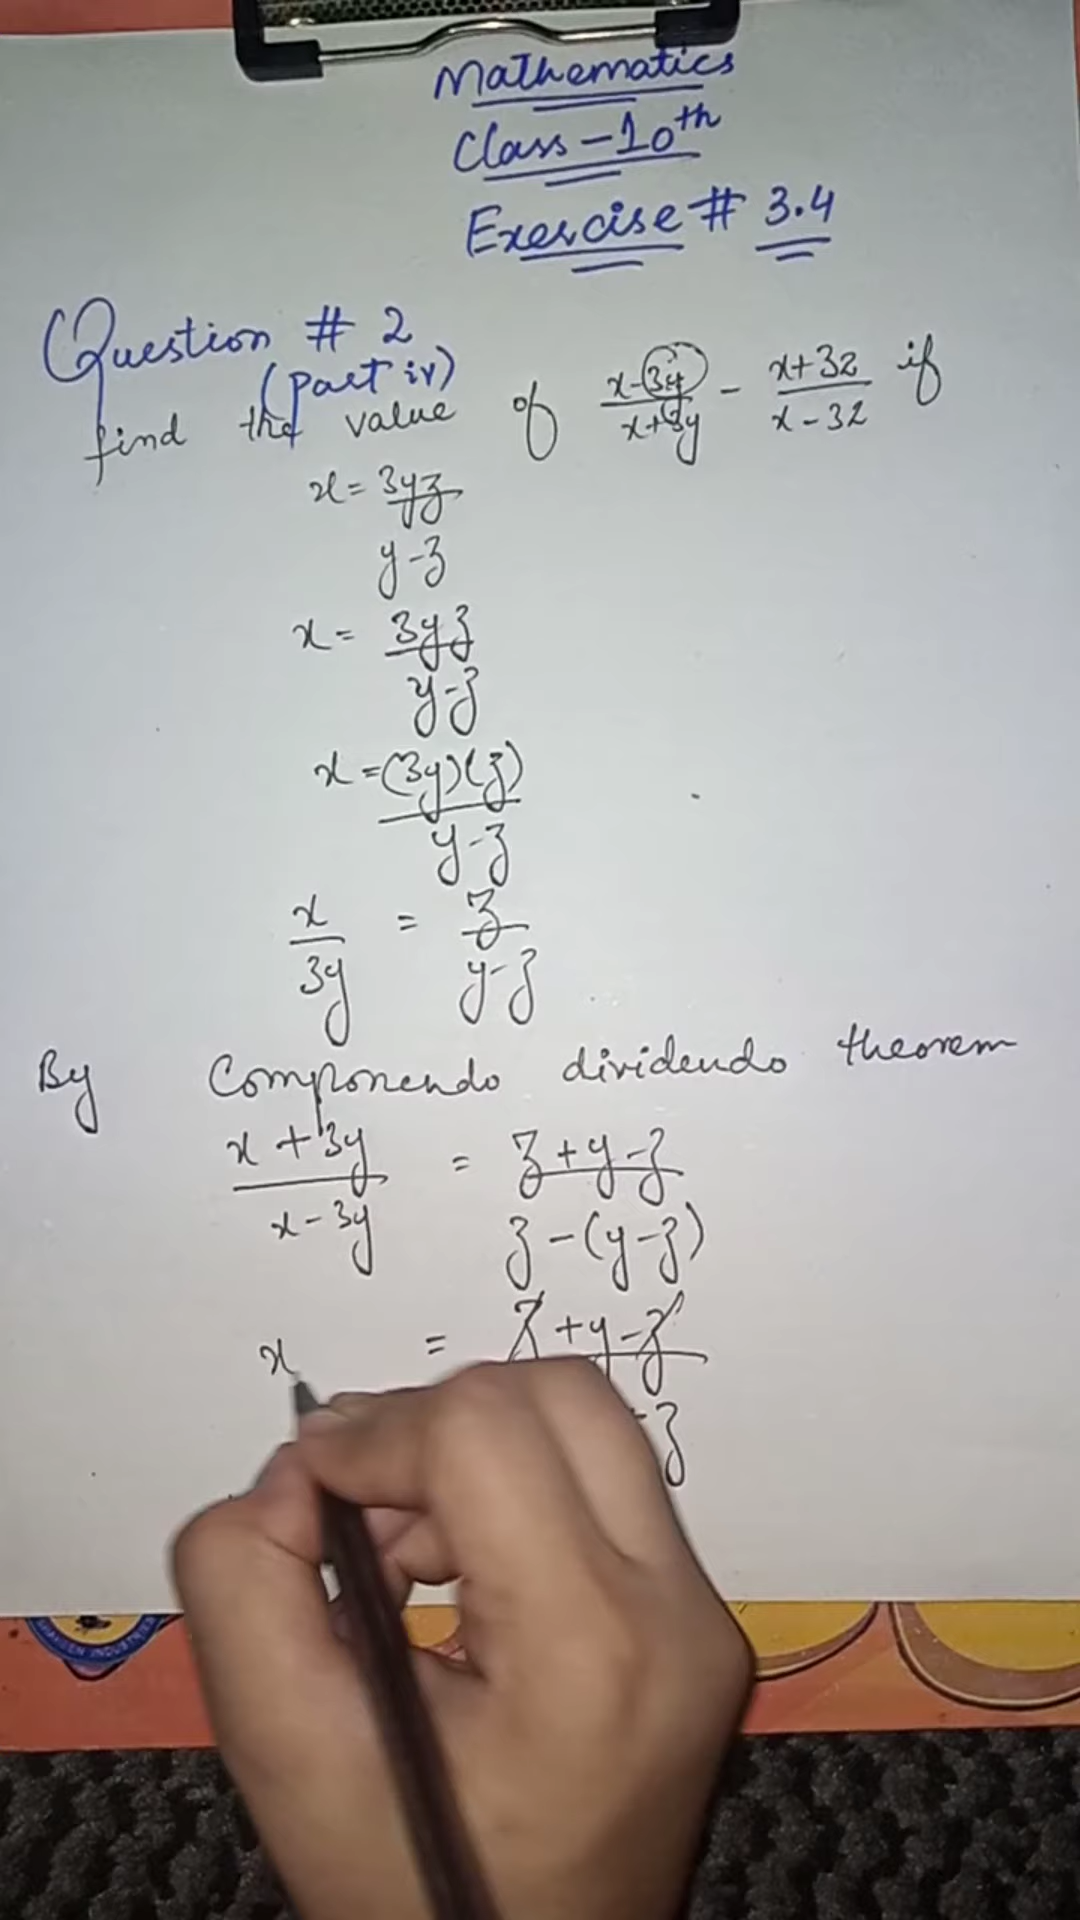 Mathematics
Class-10th
Exercise # 3.4
Question # 2
(part iv)
find the value of x-3y/x+3y - x+3z/x-3z if
x = 3yz/y-z
x = 3yz/y-z
x = (3y)(z)/y-z
x/3y = z/y-z
By Componendo dividendo theorem
x+3y/x-3y = z+y-z/z-(y-z)
x = z+y-z
+z